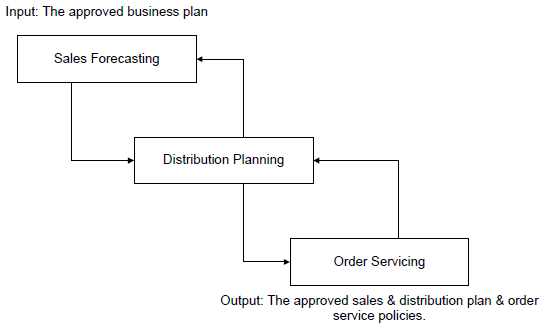 Input: The approved business plan
Sales Forecasting
Distribution Planning
Order Servicing
Output: The approved sales & distribution plan & order
service policies.